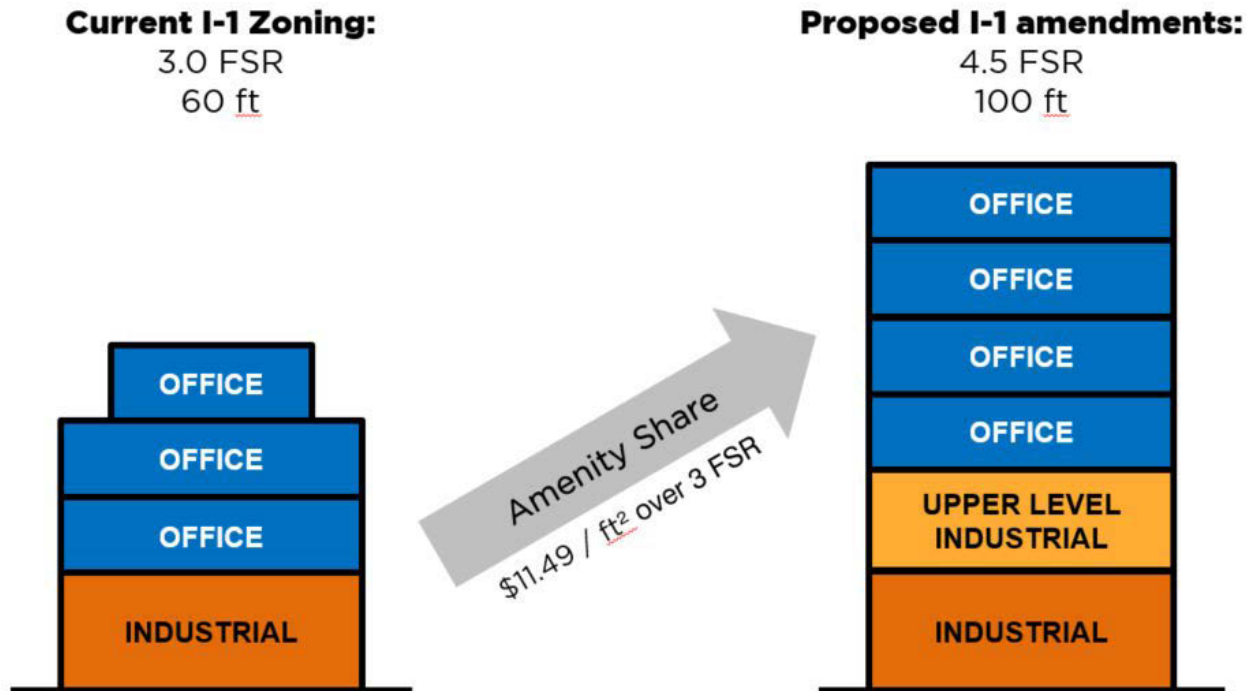 Current I-1 Zoning:
3.0 FSR
60 ft
OFFICE
OFFICE
OFFICE
INDUSTRIAL
Amenity Share
$11.49 / ft² over 3 FSR
Proposed I-1 amendments:
4.5 FSR
100 ft
OFFICE
OFFICE
OFFICE
OFFICE
UPPER LEVEL
INDUSTRIAL
INDUSTRIAL